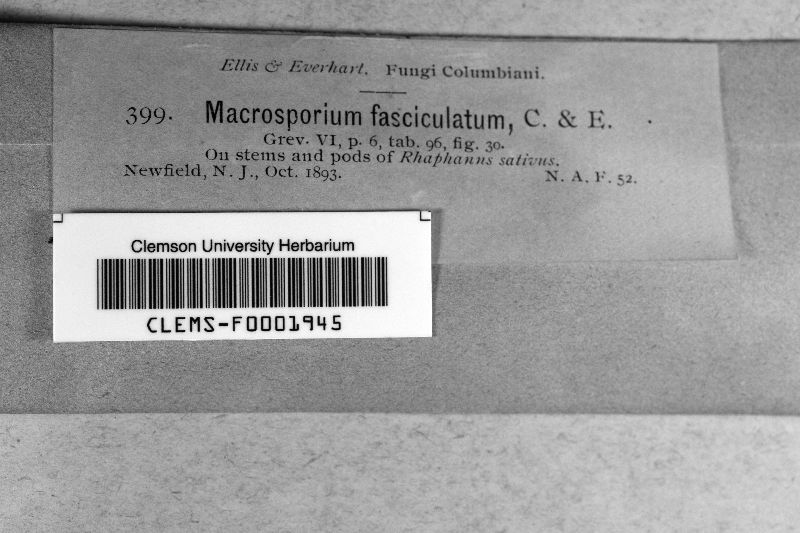 Ellis & Everhart. Fungi Columbiani.
399. Macrosporium fasciculatum, C. & E.
Grev. VI, p. 6, tab. 96, fig. 30.
On stems and pods of Rhaphanus sativus.
Newfield, N. J., Oct. 1893. N. A. F. 52.
Clemson University Herbarium
CLEMS-F0001945